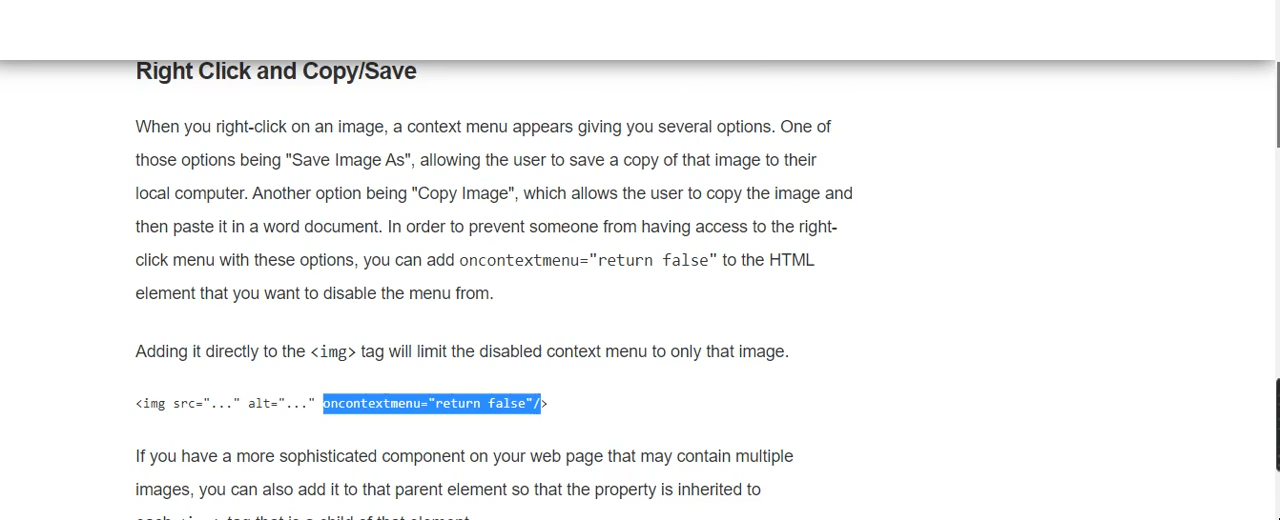 Right Click and Copy/Save
When you right-click on an image, a context menu appears giving you several options. One of
those options being "Save Image As", allowing the user to save a copy of that image to their
local computer. Another option being "Copy Image", which allows the user to copy the image and
then paste it in a word document. In order to prevent someone from having access to the right-
click menu with these options, you can add oncontextmenu="return false" to the HTML
element that you want to disable the menu from.
Adding it directly to the <img> tag will limit the disabled context menu to only that image.
<img src="..." alt="..." oncontextmenu="return false"/>
If you have a more sophisticated component on your web page that may contain multiple
images, you can also add it to that parent element so that the property is inherited to
tag that is a child of that element